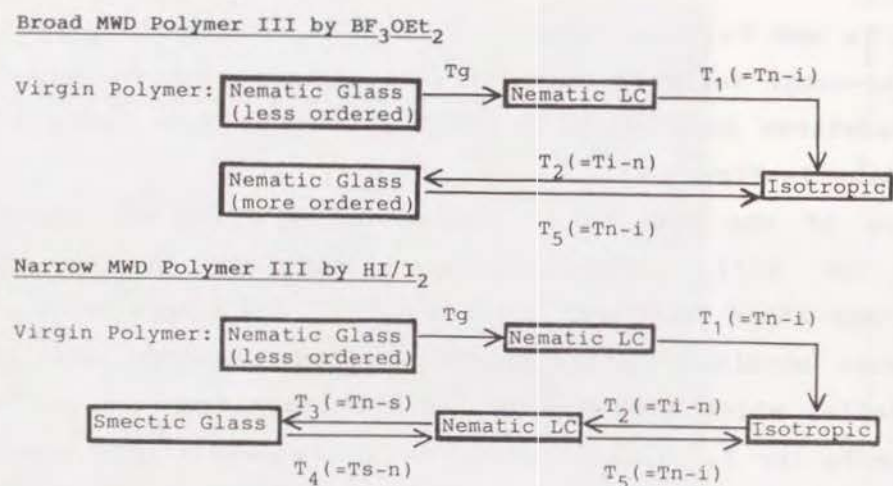 Broad MWD Polymer III by BF3OEt2
Tg
T1(=Tn-i)
Virgin Polymer:
Nematic Glass
(less ordered)
Nematic LC
T2(=Ti-n)
Nematic Glass
(more ordered)
Isotropic
T5(=Tn-i)
Narrow MWD Polymer III by HI/I2
Tg
T1(=Tn-i)
Virgin Polymer:
Nematic Glass
(less ordered)
Nematic LC
T3(=Tn-s)
T2(=Ti-n)
Smectic Glass
Nematic LC
Isotropic
T4(=Ts-n)
T5(=Tn-i)